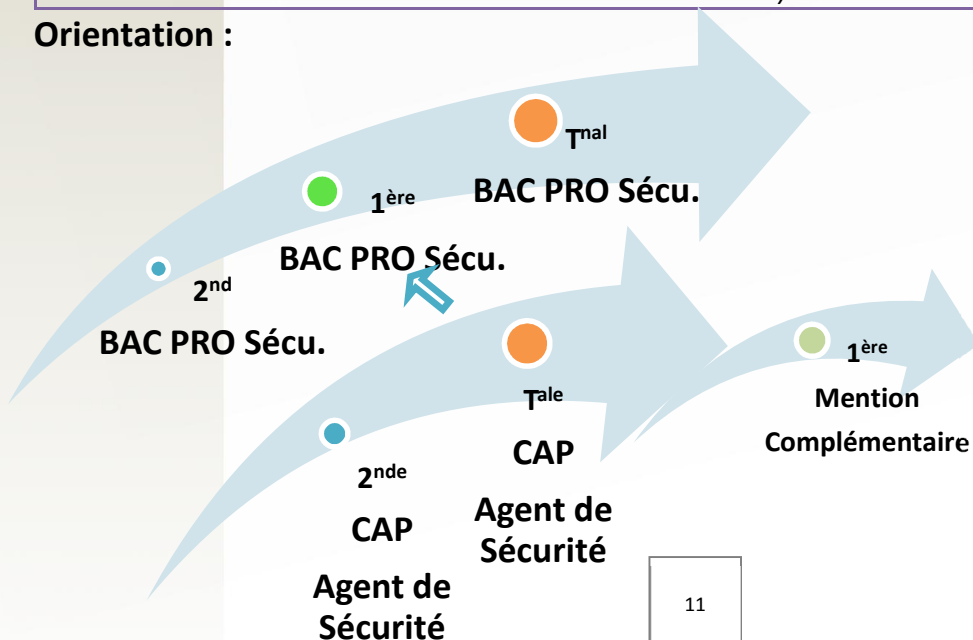 Orientation :
Tnal
BAC PRO Sécu.
1ère
BAC PRO Sécu.
2nd
BAC PRO Sécu.
1ère
Mention
Complémentaire
Tale
CAP
Agent de
Sécurité
2nde
CAP
Agent de
Sécurité
11